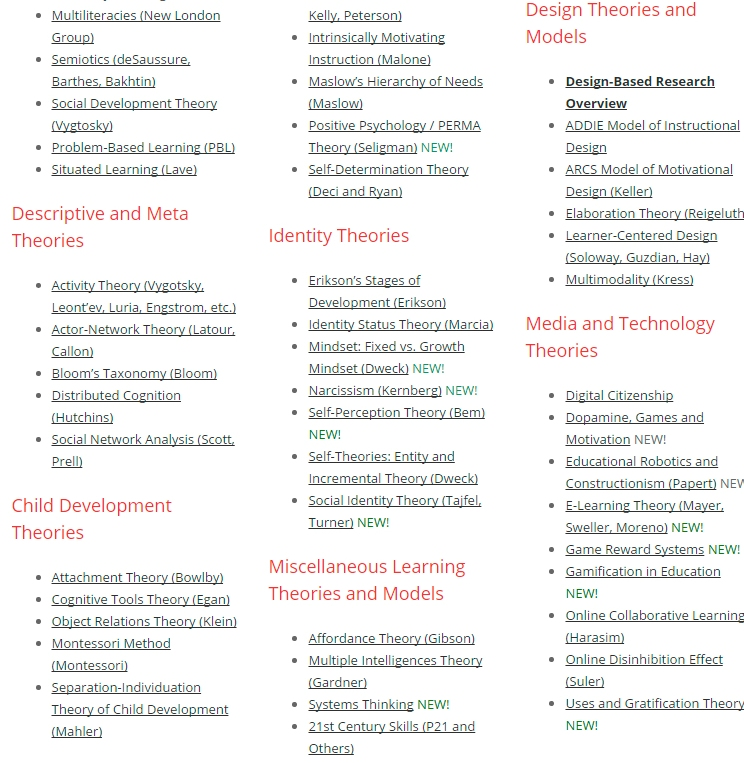 Multiliteracies (New London
Group)
Semiotics (deSaussure,
Barthes, Bakhtin)
Social Development Theory
(Vygtosky)
Problem-Based Learning (PBL)
Situated Learning (Lave)
Descriptive and Meta
Theories
Activity Theory (Vygotsky,
Leont’ev, Luria, Engstrom, etc.)
Actor-Network Theory (Latour,
Callon)
Bloom’s Taxonomy (Bloom)
Distributed Cognition
(Hutchins)
Social Network Analysis (Scott,
Prell)
Child Development
Theories
Attachment Theory (Bowlby)
Cognitive Tools Theory (Egan)
Object Relations Theory (Klein)
Montessori Method
(Montessori)
Separation-Individuation
Theory of Child Development
(Mahler)
Kelly, Peterson)
Intrinsically Motivating
Instruction (Malone)
Maslow’s Hierarchy of Needs
(Maslow)
Positive Psychology / PERMA
Theory (Seligman) NEW!
Self-Determination Theory
(Deci and Ryan)
Identity Theories
Erikson’s Stages of
Development (Erikson)
Identity Status Theory (Marcia)
Mindset: Fixed vs. Growth
Mindset (Dweck) NEW!
Narcissism (Kernberg) NEW!
Self-Perception Theory (Bem)
NEW!
Self-Theories: Entity and
Incremental Theory (Dweck)
Social Identity Theory (Tajfel,
Turner) NEW!
Miscellaneous Learning
Theories and Models
Affordance Theory (Gibson)
Multiple Intelligences Theory
(Gardner)
Systems Thinking NEW!
21st Century Skills (P21 and
Others)
Design Theories and
Models
Design-Based Research
Overview
ADDIE Model of Instructional
Design
ARCS Model of Motivational
Design (Keller)
Elaboration Theory (Reigeluth
Learner-Centered Design
(Soloway, Guzdian, Hay)
Multimodality (Kress)
Media and Technology
Theories
Digital Citizenship
Dopamine, Games and
Motivation NEW!
Educational Robotics and
Constructionism (Papert) NEW
E-Learning Theory (Mayer,
Sweller, Moreno) NEW!
Game Reward Systems NEW!
Gamification in Education
NEW!
Online Collaborative Learning
(Harasim)
Online Disinhibition Effect
(Suler)
Uses and Gratification Theory
NEW!